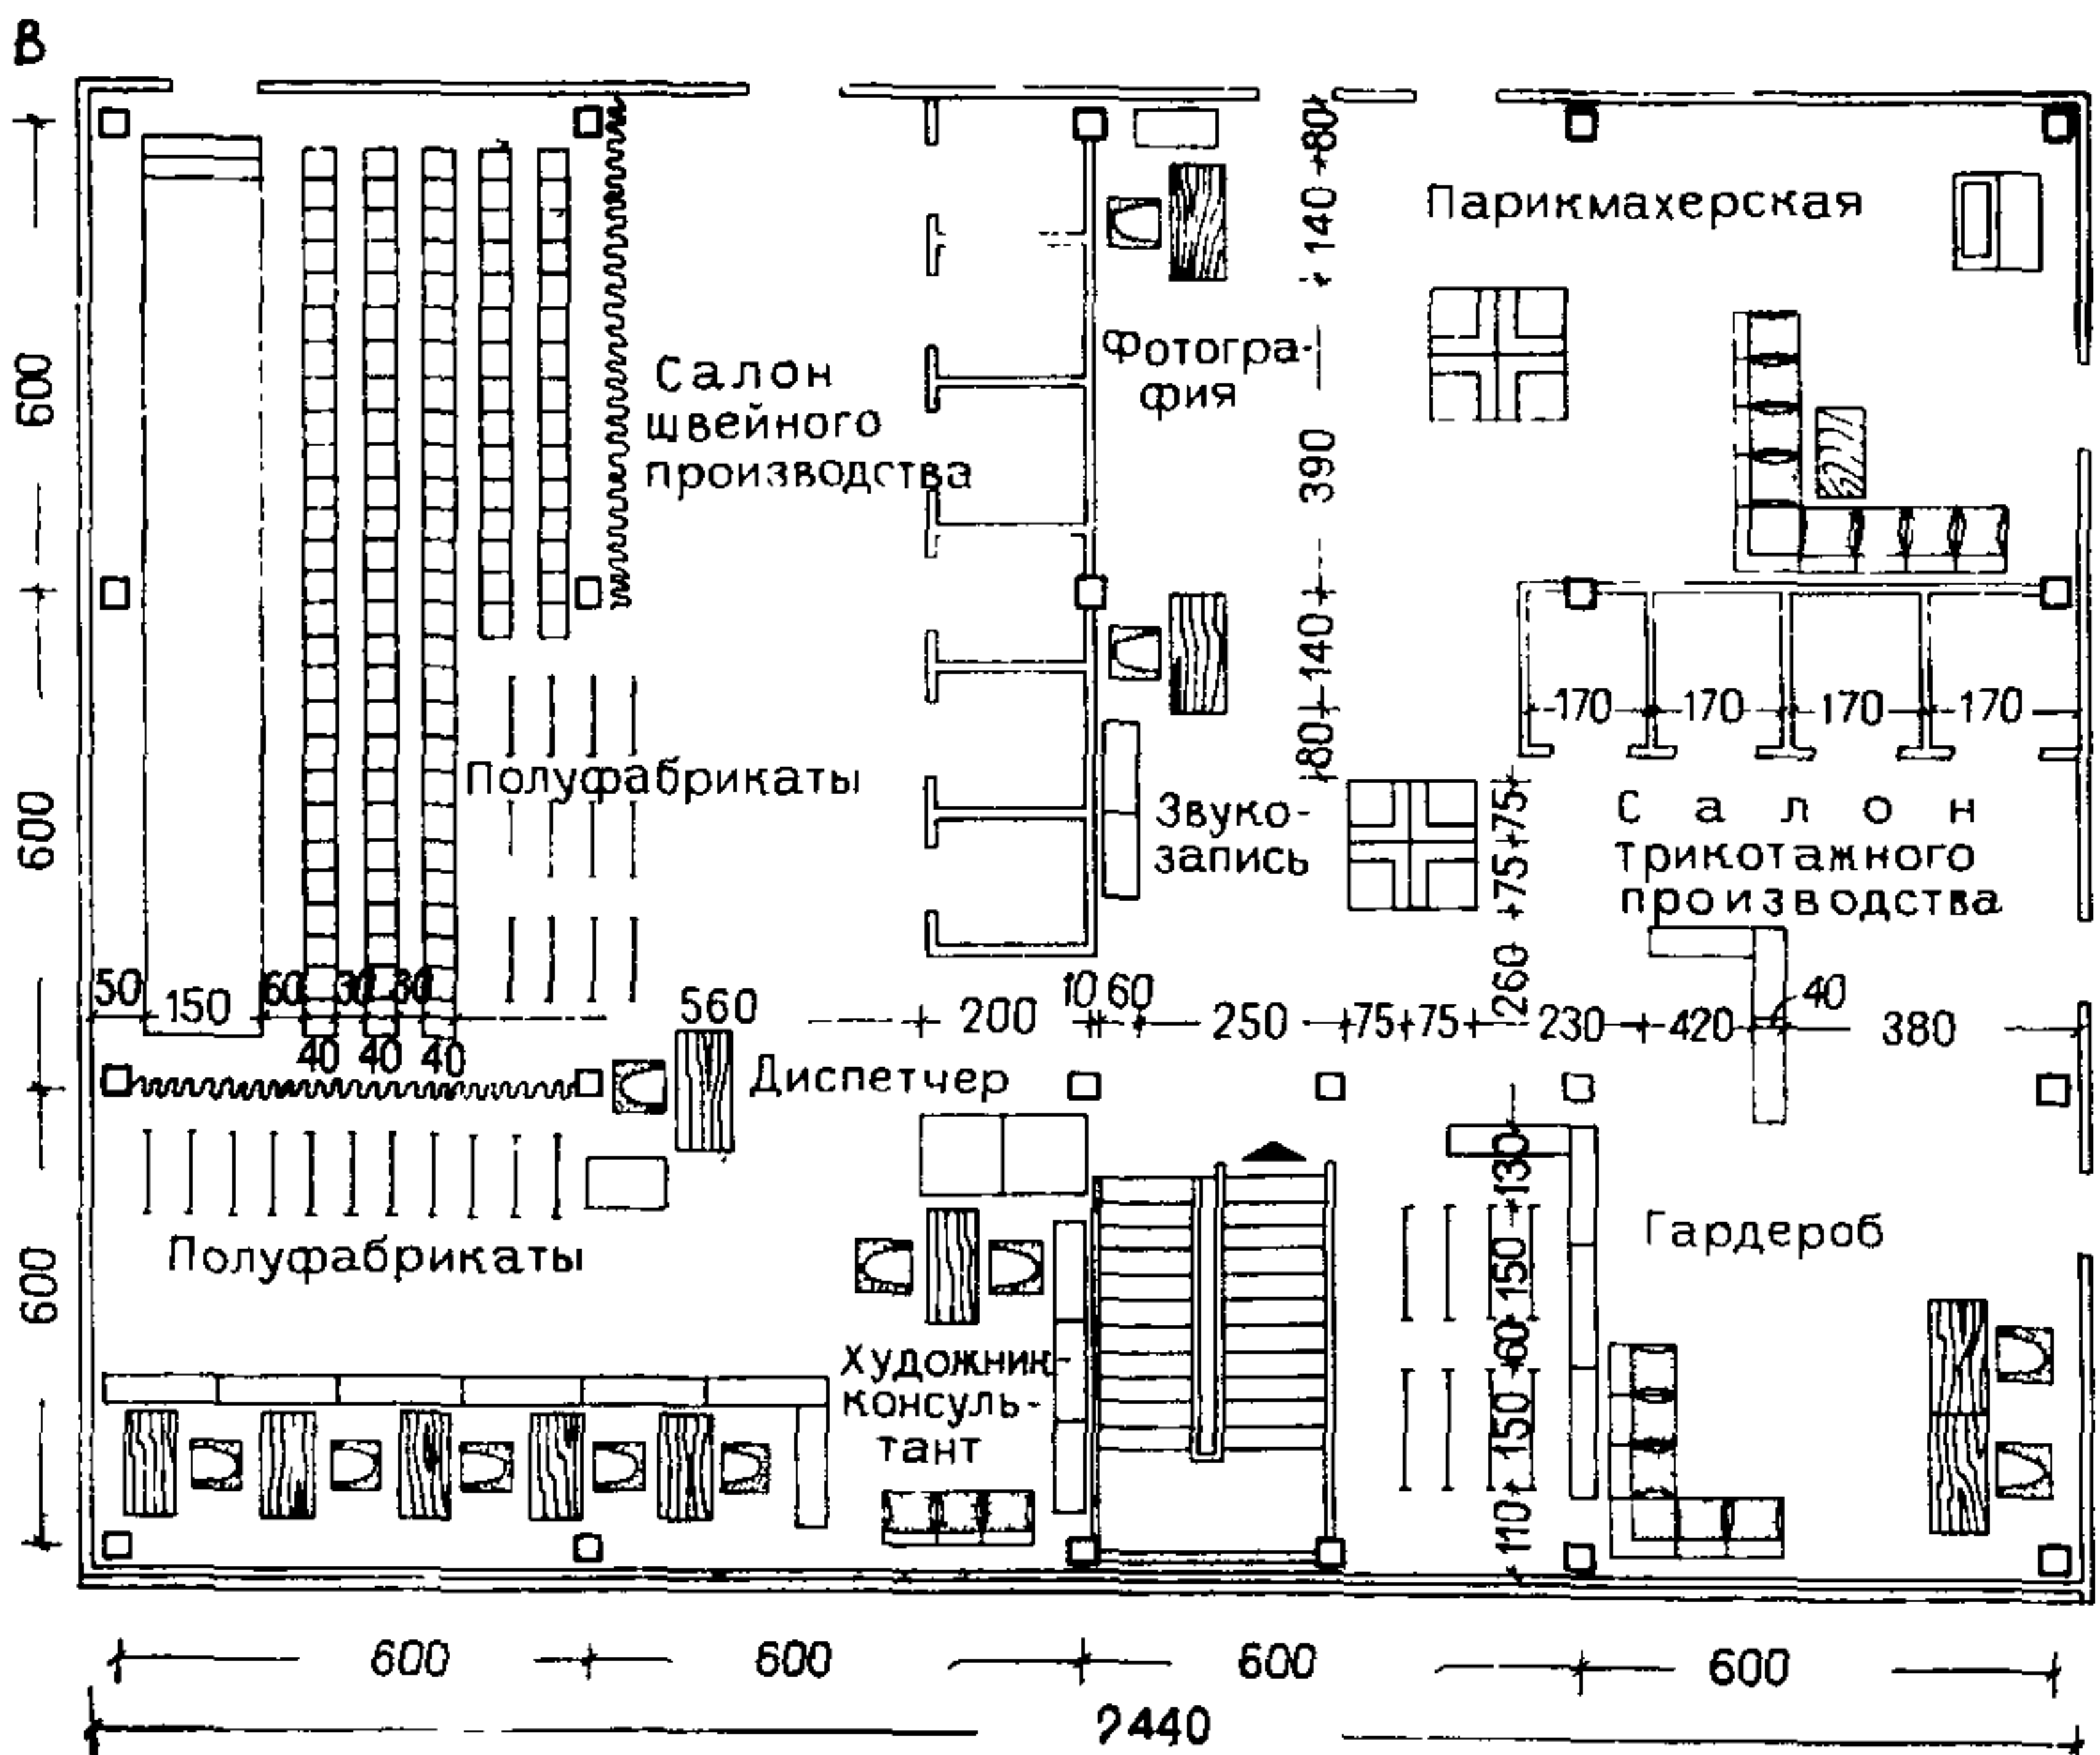 В
Парикмахерская
Фотогра-
фия
Салон
швейного
производства
600
140
80
390
140
80
170
170
170
170
Полуфабрикаты
600
Звуко-
запись
75
75
260
Салон
трикотажного
производства
50
150
60
30
30
560
200
10
60
250
75
75
230
420
40
380
40
40
40
Диспетчер
Полуфабрикаты
600
130
150
60
150
110
Гардероб
Художник-
консуль-
тант
600
600
600
600
2440